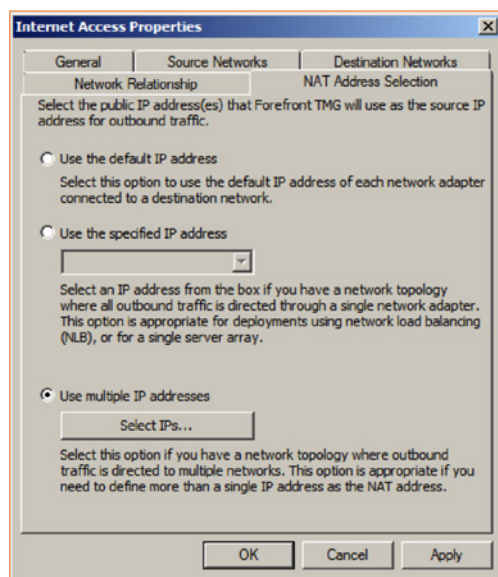 Internet Access Properties
General
Source Networks
Destination Networks
Network Relationship
NAT Address Selection
Select the public IP address(es) that Forefront TMG will use as the source IP
address for outbound traffic.
Use the default IP address
Select this option to use the default IP address of each network adapter
connected to a destination network.
Use the specified IP address
Select an IP address from the box if you have a network topology
where all outbound traffic is directed through a single network adapter.
This option is appropriate for deployments using network load balancing
(NLB), or for a single server array.
Use multiple IP addresses
Select IPs...
Select this option if you have a network topology where outbound
traffic is directed to multiple networks. This option is appropriate if you
need to define more than a single IP address as the NAT address.
OK
Cancel
Apply